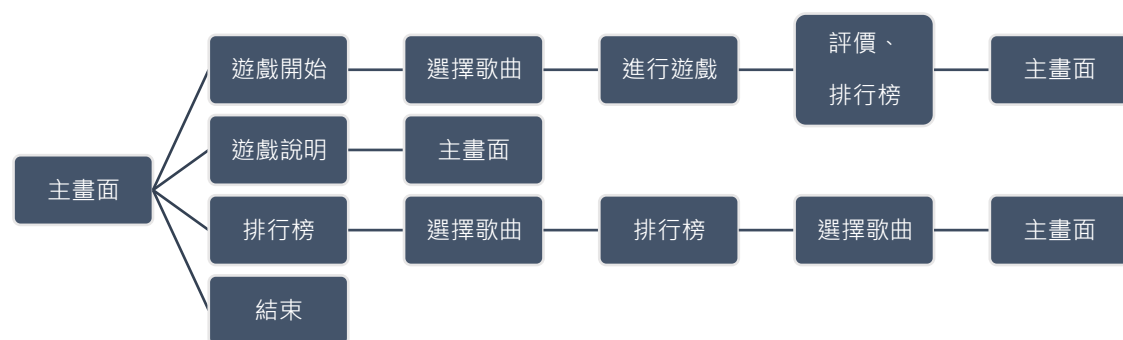 主畫面
遊戲開始
選擇歌曲
進行遊戲
評價、
排行榜
主畫面
遊戲說明
主畫面
排行榜
選擇歌曲
排行榜
選擇歌曲
主畫面
結束